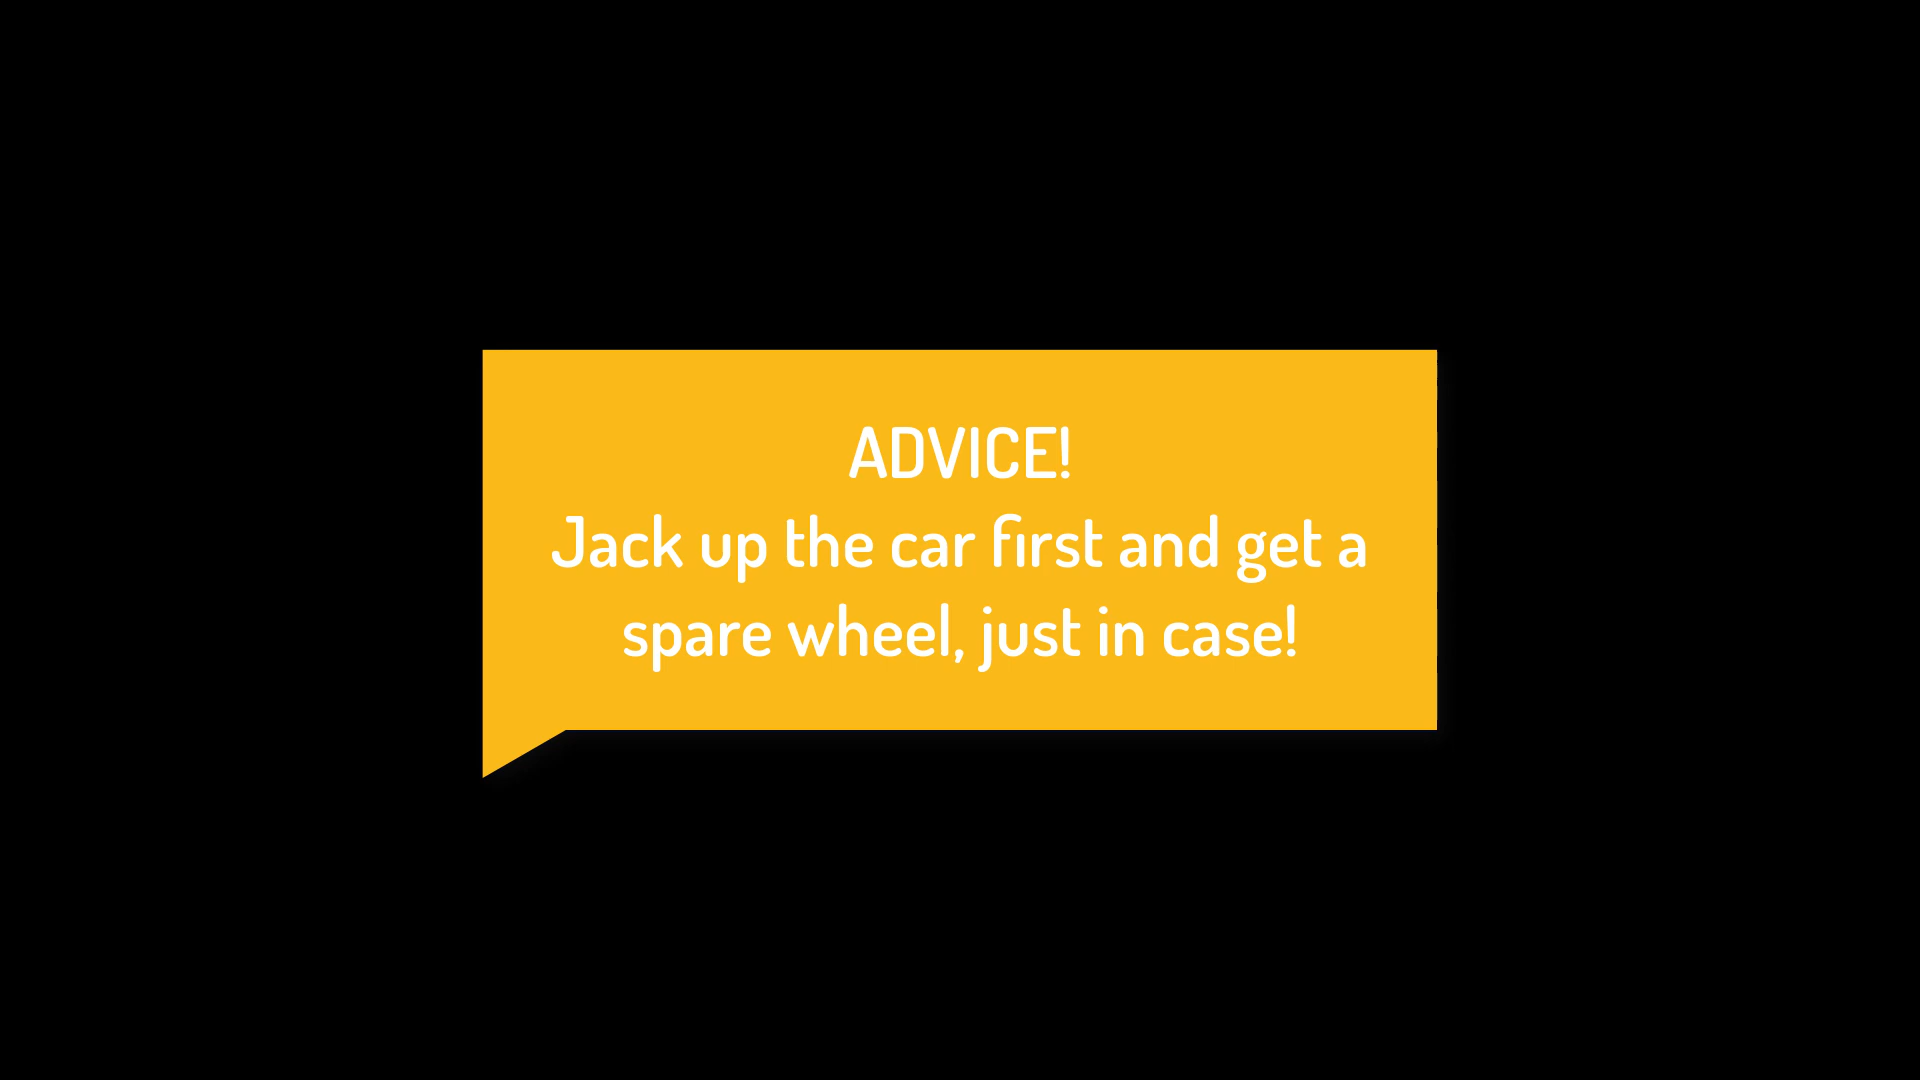 ADVICE!
Jack up the car first and get a
spare wheel, just in case!